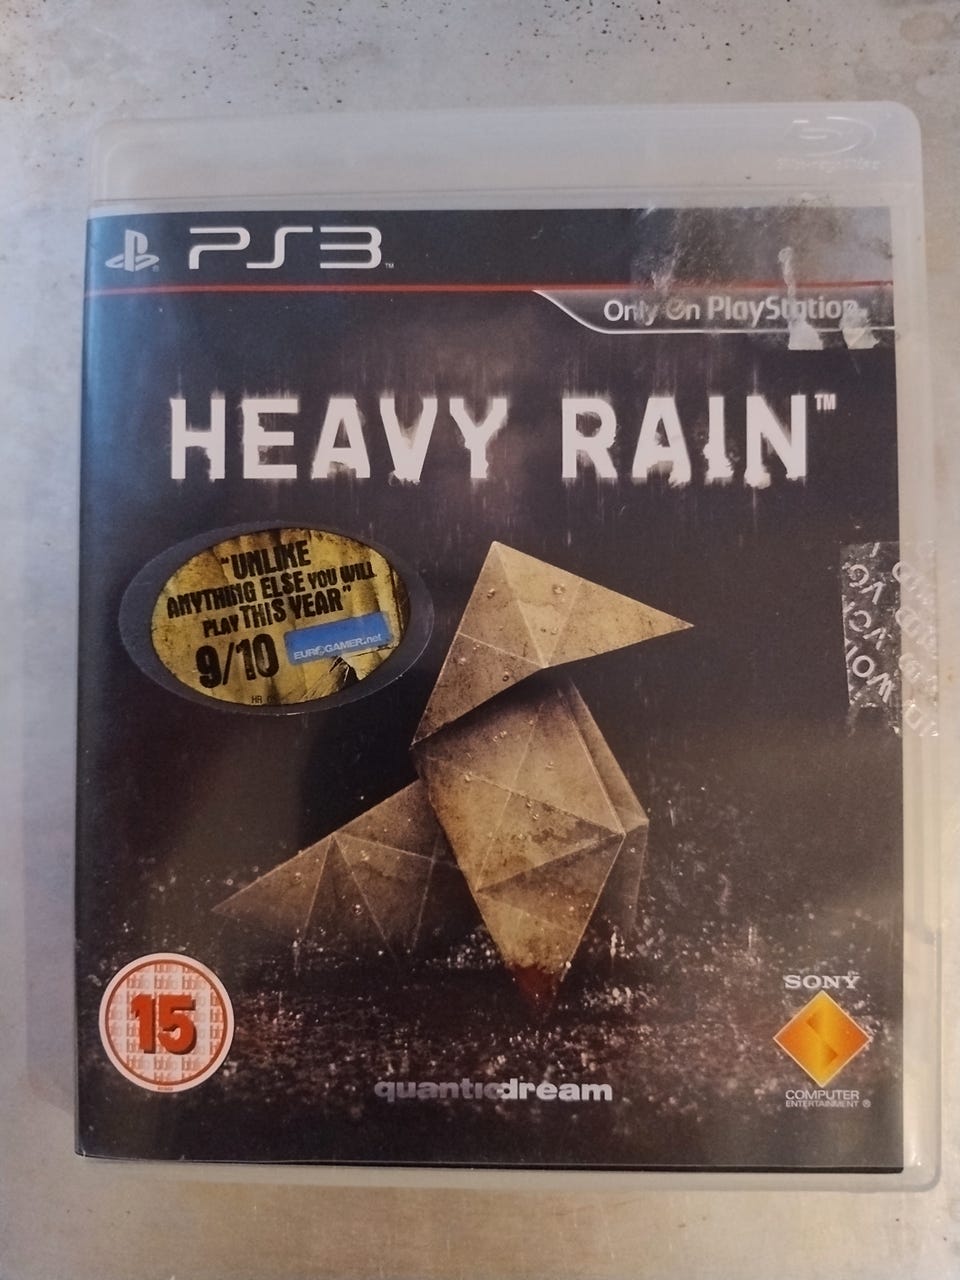 PS3™
Only On PlayStation®
HEAVY RAIN™
"UNLIKE
ANYTHING ELSE YOU WILL
PLAY THIS YEAR"
9/10
EUROGAMER.net
15
quanticdream
SONY
COMPUTER
ENTERTAINMENT®